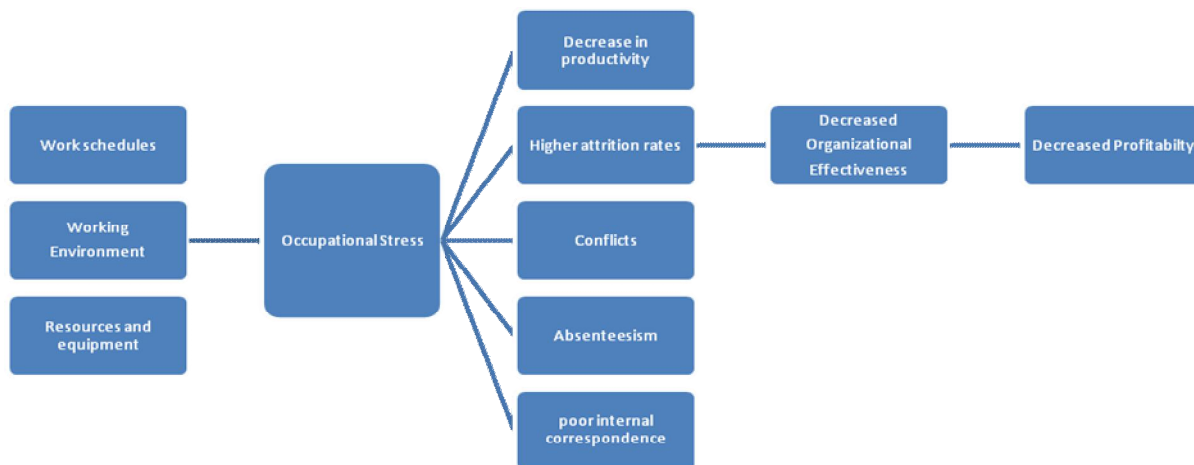 Work schedules
Working
Environment
Resources and
equipment
Occupational Stress
Decrease in
productivity
Higher attrition rates
Conflicts
Absenteesism
poor internal
correspondence
Decreased
Organizational
Effectiveness
Decreased Profitabilty